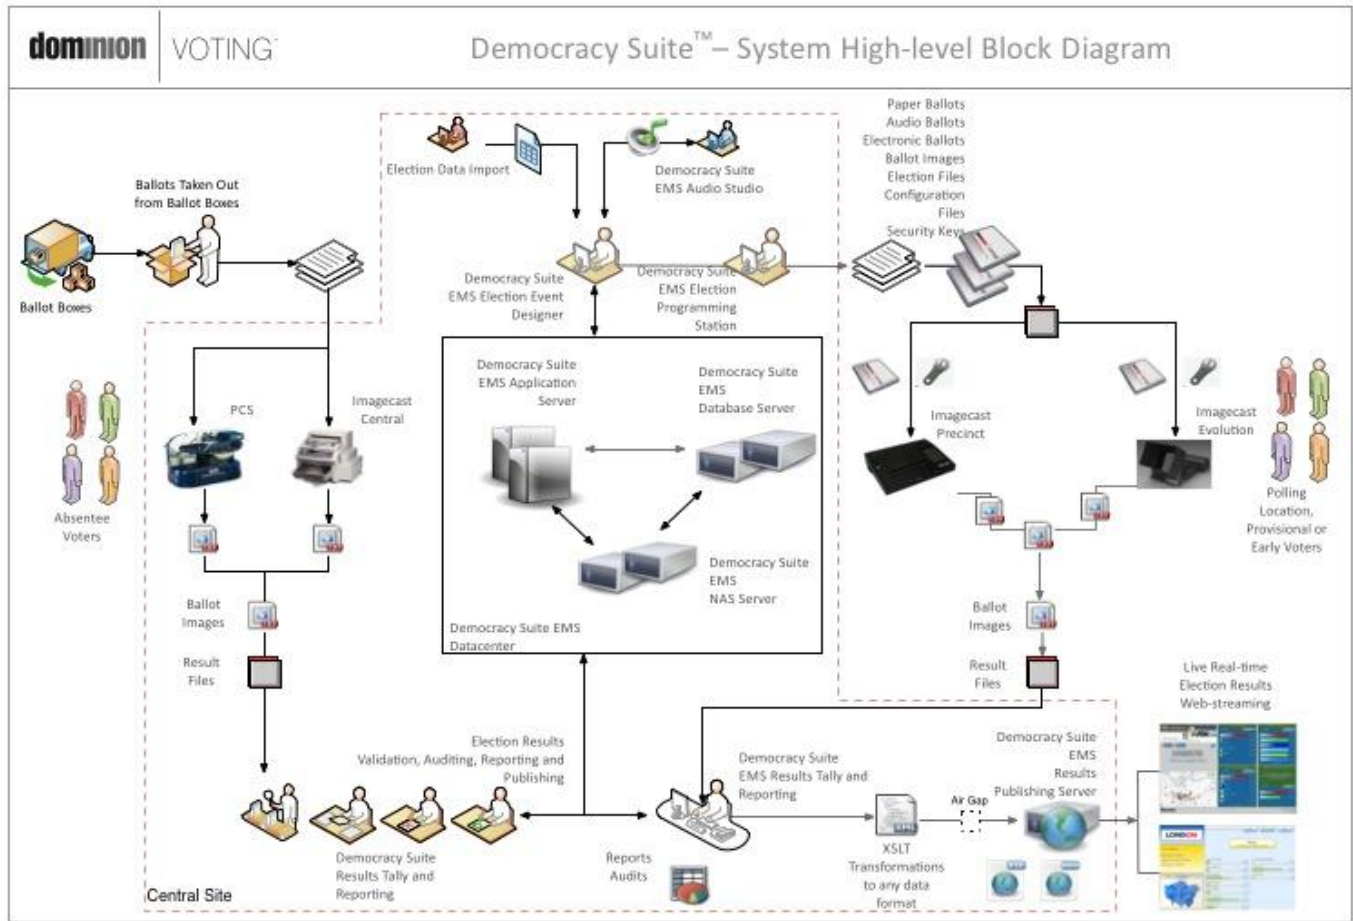 dominion
VOTING
Democracy Suite™ – System High-level Block Diagram
Ballot Boxes
Ballots Taken Out
from Ballot Boxes
Election Data Import
Democracy Suite
EMS Audio Studio
Democracy Suite
EMS Election Event
Designer
Democracy Suite
EMS Election
Programming
Station
Paper Ballots
Audio Ballots
Electronic Ballots
Ballot Images
Election Files
Configuration
Files
Security Keys
Absentee
Voters
PCS
Imagecast
Central
Democracy Suite
EMS Application
Server
Democracy Suite
EMS
Database Server
Democracy Suite
EMS
NAS Server
Democracy Suite EMS
Datacenter
Imagecast
Precinct
Imagecast
Evolution
Polling
Location,
Provisional or
Early Voters
Ballot
Images
Result
Files
Ballot
Images
Result
Files
Election Results
Validation, Auditing, Reporting and
Publishing
Democracy Suite
Results Tally and
Reporting
Reports
Audits
Democracy Suite
EMS Results Tally and
Reporting
XSLT
Transformations
to any data
format
Air Gap
Democracy Suite
EMS
Results
Publishing Server
Live Real-time
Election Results
Web-streaming
LONDON
Central Site